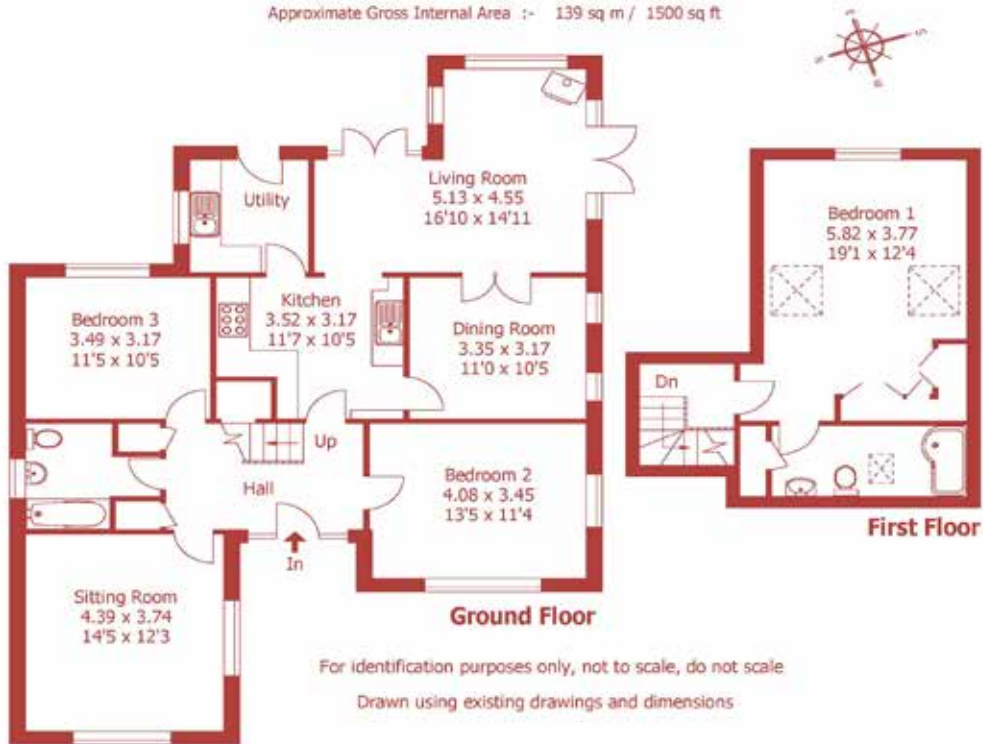 Approximate Gross Internal Area :- 139 sq m / 1500 sq ft
Utility
Living Room
5.13 x 4.55
16'10 x 14'11
Bedroom 1
5.82 x 3.77
19'1 x 12'4
Kitchen
3.52 x 3.17
11'7 x 10'5
Bedroom 3
3.49 x 3.17
11'5 x 10'5
Dining Room
3.35 x 3.17
11'0 x 10'5
Dn
Up
Hall
Bedroom 2
4.08 x 3.45
13'5 x 11'4
In
First Floor
Sitting Room
4.39 x 3.74
14'5 x 12'3
Ground Floor
For identification purposes only, not to scale, do not scale
Drawn using existing drawings and dimensions